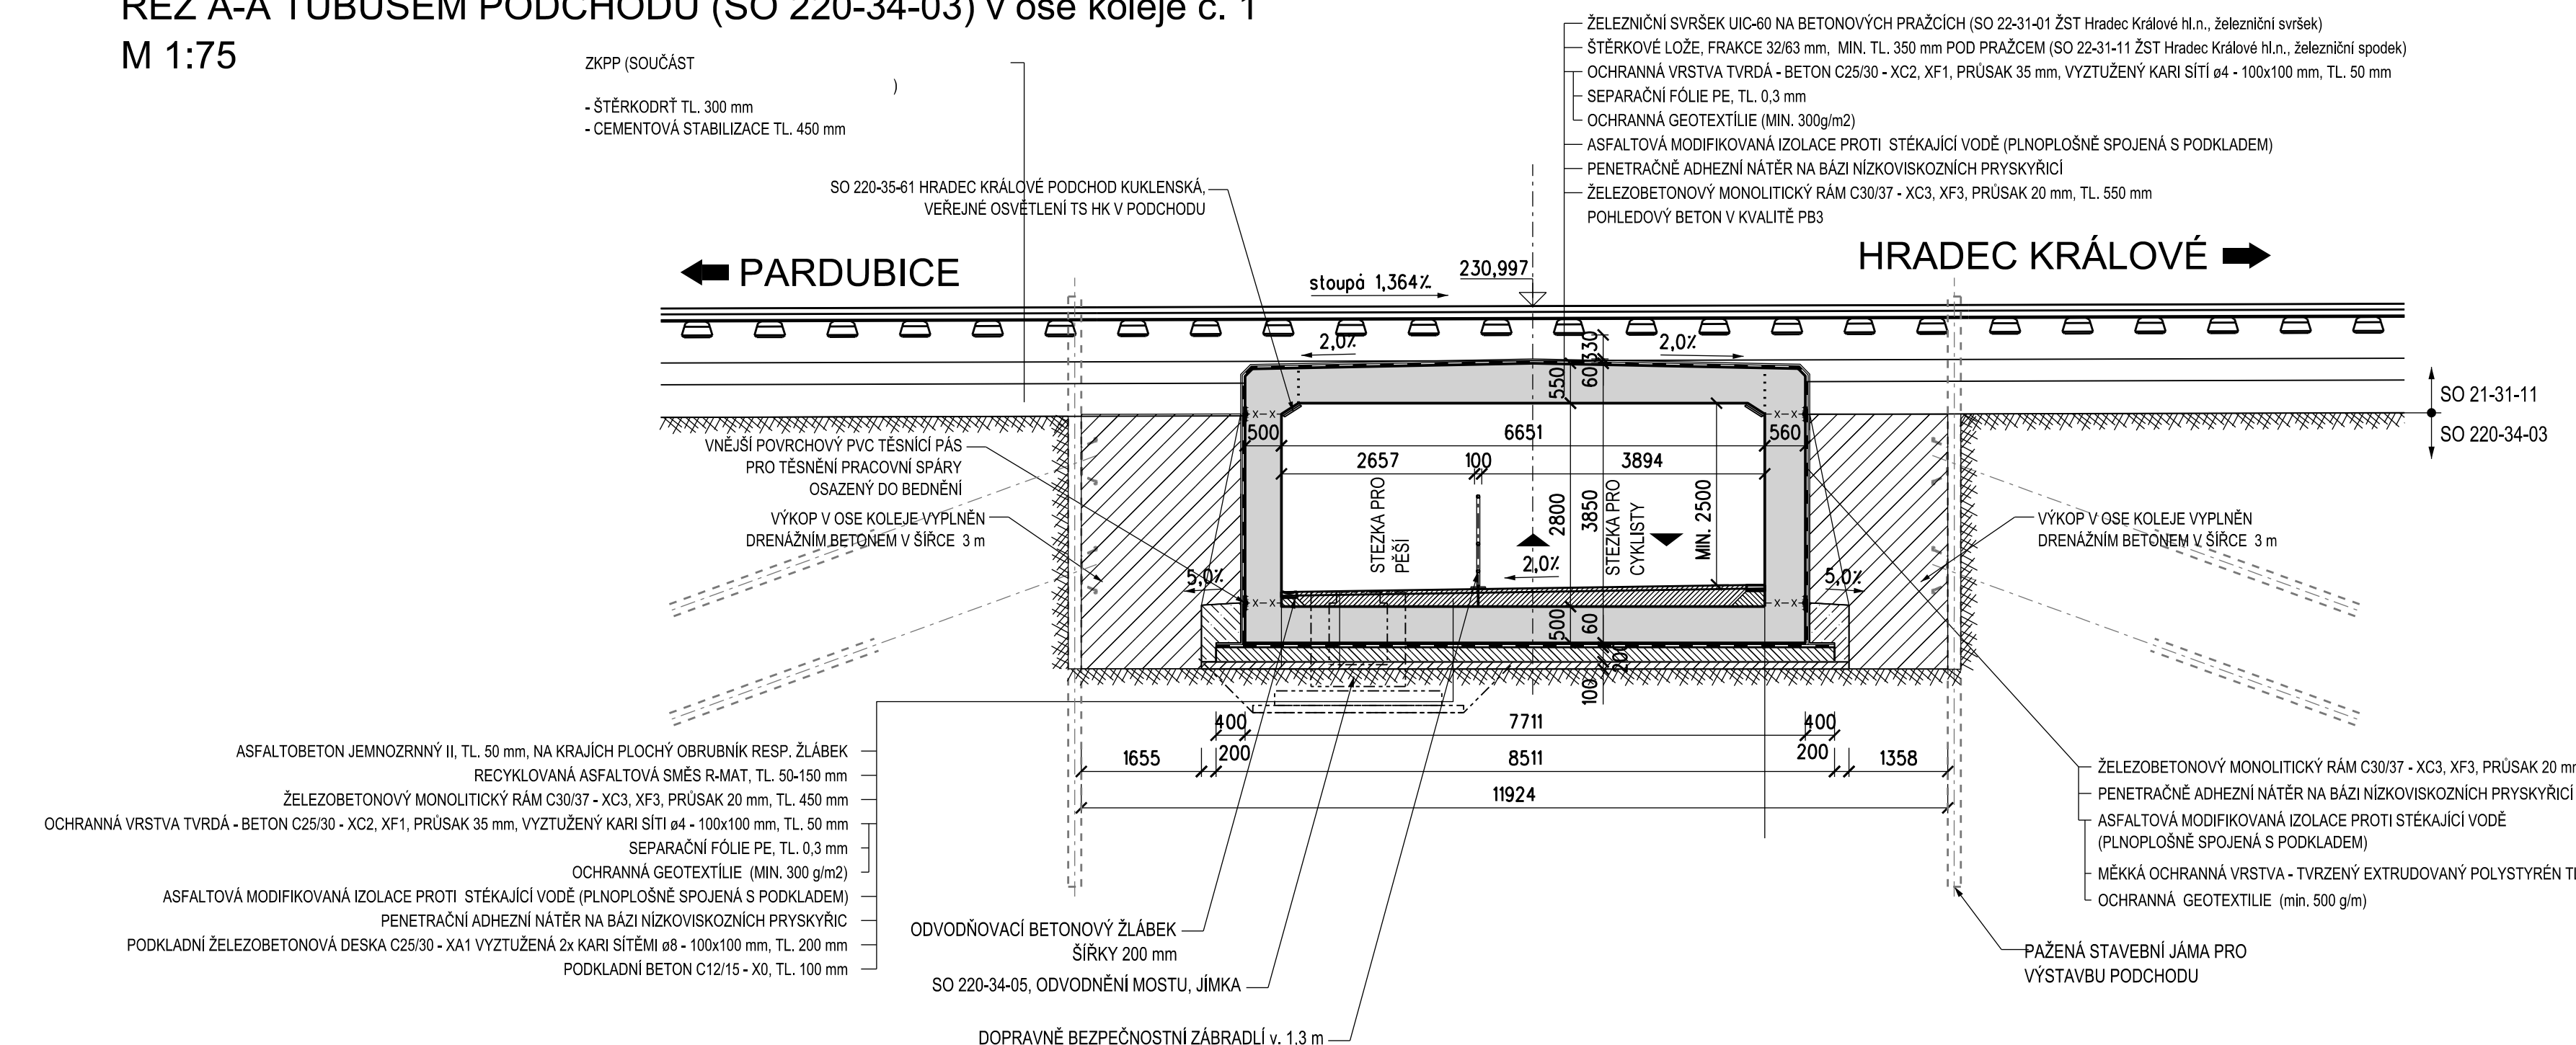 ŘEZ A-A TUBUSEM PODCHODU (SO 220-34-03) v ose koleje č. 1
M 1:75
ZKPP (SOUČÁST
)
- ŠTĚRKODRŤ TL. 300 mm
- CEMENTOVÁ STABILIZACE TL. 450 mm
ŽELEZNIČNÍ SVRŠEK UIC-60 NA BETONOVÝCH PRAŽCÍCH (SO 22-31-01 ŽST Hradec Králové hl.n., železniční svršek)
ŠTĚRKOVÉ LOŽE, FRAKCE 32/63 mm, MIN. TL. 350 mm POD PRAŽCEM (SO 22-31-11 ŽST Hradec Králové hl.n., železniční spodek)
OCHRANNÁ VRSTVA TVRDÁ - BETON C25/30 - XC2, XF1, PRŮSAK 35 mm, VYZTUŽENÝ KARI SÍTÍ ø4 - 100x100 mm, TL. 50 mm
SEPARAČNÍ FÓLIE PE, TL. 0,3 mm
OCHRANNÁ GEOTEXTÍLIE (MIN. 300g/m2)
ASFALTOVÁ MODIFIKOVANÁ IZOLACE PROTI STÉKAJÍCÍ VODĚ (PLNOPLOŠNĚ SPOJENÁ S PODKLADEM)
PENETRAČNĚ ADHEZNÍ NÁTĚR NA BÁZI NÍZKOVISKOZNÍCH PRYSKYŘICÍ
ŽELEZOBETONOVÝ MONOLITICKÝ RÁM C30/37 - XC3, XF3, PRŮSAK 20 mm, TL. 550 mm
POHLEDOVÝ BETON V KVALITĚ PB3
SO 220-35-61 HRADEC KRÁLOVÉ PODCHOD KUKLENSKÁ,
VEŘEJNÉ OSVĚTLENÍ TS HK V PODCHODU
PARDUBICE
HRADEC KRÁLOVÉ
stoupá 1,364%
230,997
2,0%
2,0%
330
60
550
SO 21-31-11
SO 220-34-03
500
6651
560
2657
100
3894
VNĚJŠÍ POVRCHOVÝ PVC TĚSNÍCÍ PÁS
PRO TĚSNĚNÍ PRACOVNÍ SPÁRY
OSAZENÝ DO BEDNĚNÍ
VÝKOP V OSE KOLEJE VYPLNĚN
DRENÁŽNÍM BETONEM V ŠÍŘCE 3 m
STEZKA PRO
PĚŠÍ
2800
3850
STEZKA PRO
CYKLISTY
MIN. 2500
VÝKOP V OSE KOLEJE VYPLNĚN
DRENÁŽNÍM BETONEM V ŠÍŘCE 3 m
5,0%
2,0%
5,0%
500
60
200
100
400
7711
400
1655
200
8511
200
1358
11924
ASFALTOBETON JEMNOZRNNÝ II, TL. 50 mm, NA KRAJÍCH PLOCHÝ OBRUBNÍK RESP. ŽLÁBEK
RECYKLOVANÁ ASFALTOVÁ SMĚS R-MAT, TL. 50-150 mm
ŽELEZOBETONOVÝ MONOLITICKÝ RÁM C30/37 - XC3, XF3, PRŮSAK 20 mm, TL. 450 mm
OCHRANNÁ VRSTVA TVRDÁ - BETON C25/30 - XC2, XF1, PRŮSAK 35 mm, VYZTUŽENÝ KARI SÍTI ø4 - 100x100 mm, TL. 50 mm
SEPARAČNÍ FÓLIE PE, TL. 0,3 mm
OCHRANNÁ GEOTEXTÍLIE (MIN. 300 g/m2)
ASFALTOVÁ MODIFIKOVANÁ IZOLACE PROTI STÉKAJÍCÍ VODĚ (PLNOPLOŠNĚ SPOJENÁ S PODKLADEM)
PENETRAČNÍ ADHEZNÍ NÁTĚR NA BÁZI NÍZKOVISKOZNÍCH PRYSKYŘIC
PODKLADNÍ ŽELEZOBETONOVÁ DESKA C25/30 - XA1 VYZTUŽENÁ 2x KARI SÍTĚMI ø8 - 100x100 mm, TL. 200 mm
PODKLADNÍ BETON C12/15 - X0, TL. 100 mm
ODVODŇOVACÍ BETONOVÝ ŽLÁBEK
ŠÍŘKY 200 mm
SO 220-34-05, ODVODNĚNÍ MOSTU, JÍMKA
DOPRAVNĚ BEZPEČNOSTNÍ ZÁBRADLÍ v. 1.3 m
ŽELEZOBETONOVÝ MONOLITICKÝ RÁM C30/37 - XC3, XF3, PRŮSAK 20 m
PENETRAČNĚ ADHEZNÍ NÁTĚR NA BÁZI NÍZKOVISKOZNÍCH PRYSKYŘICÍ
ASFALTOVÁ MODIFIKOVANÁ IZOLACE PROTI STÉKAJÍCÍ VODĚ
(PLNOPLOŠNĚ SPOJENÁ S PODKLADEM)
MĚKKÁ OCHRANNÁ VRSTVA - TVRZENÝ EXTRUDOVANÝ POLYSTYRÉN TL
OCHRANNÁ GEOTEXTILIE (min. 500 g/m)
PAŽENÁ STAVEBNÍ JÁMA PRO
VÝSTAVBU PODCHODU